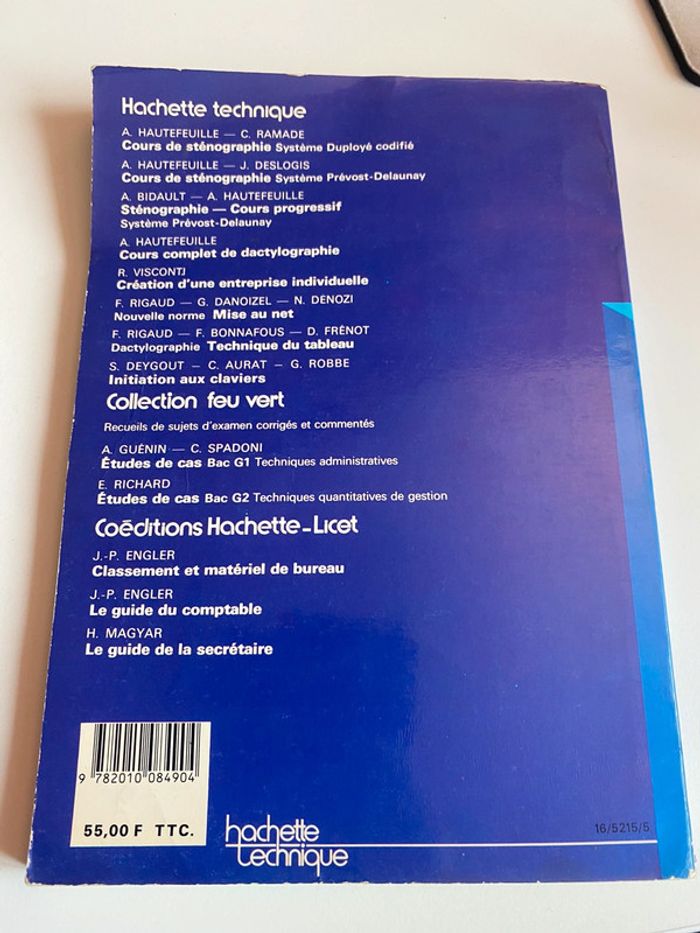 Hachette technique
A. HAUTEFEUILLE — C. RAMADE
Cours de sténographie Système Duployé codifié
A. HAUTEFEUILLE — J. DESLOGIS
Cours de sténographie Système Prévost-Delaunay
A. BIDAULT — A. HAUTEFEUILLE
Sténographie — Cours progressif
Système Prévost-Delaunay
A. HAUTEFEUILLE
Cours complet de dactylographie
R. VISCONTJ
Création d'une entreprise individuelle
F. RIGAUD — G. DANOIZEL — N. DENOZI
Nouvelle norme Mise au net
F. RIGAUD — F. BONNAFOUS — D. FRÉNOT
Dactylographie Technique du tableau
S. DEYGOUT — C. AURAT — G. ROBBE
Initiation aux claviers
Collection feu vert
Recueils de sujets d'examen corrigés et commentés
A. GUÉNIN — C. SPADONI
Études de cas Bac G1 Techniques administratives
E. RICHARD
Études de cas Bac G2 Techniques quantitatives de gestion
Coéditions Hachette-Licet
J.-P. ENGLER
Classement et matériel de bureau
J.-P. ENGLER
Le guide du comptable
H. MAGYAR
Le guide de la secrétaire
9 782010 084904
55,00 F TTC.
hachette
technique
16/5215/5